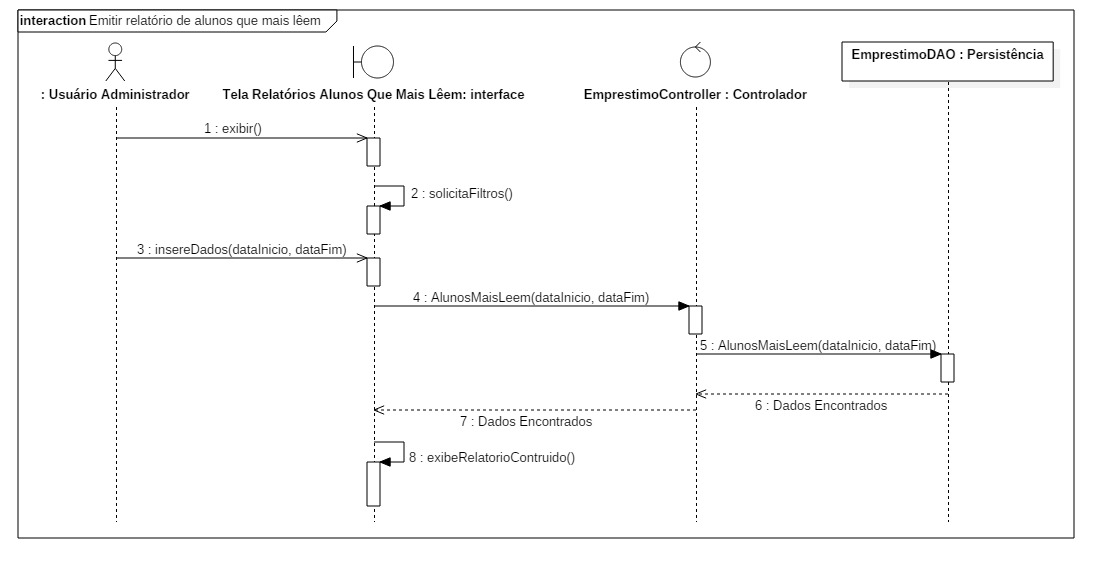 interaction Emitir relatório de alunos que mais lêem
: Usuário Administrador
Tela Relatórios Alunos Que Mais Lêem: interface
EmprestimoController : Controlador
EmprestimoDAO : Persistência
1 : exibir()
2 : solicitaFiltros()
3 : insereDados(dataInicio, dataFim)
4 : AlunosMaisLeem(dataInicio, dataFim)
5 : AlunosMaisLeem(dataInicio, dataFim)
6 : Dados Encontrados
7 : Dados Encontrados
8 : exibeRelatorioContruido()